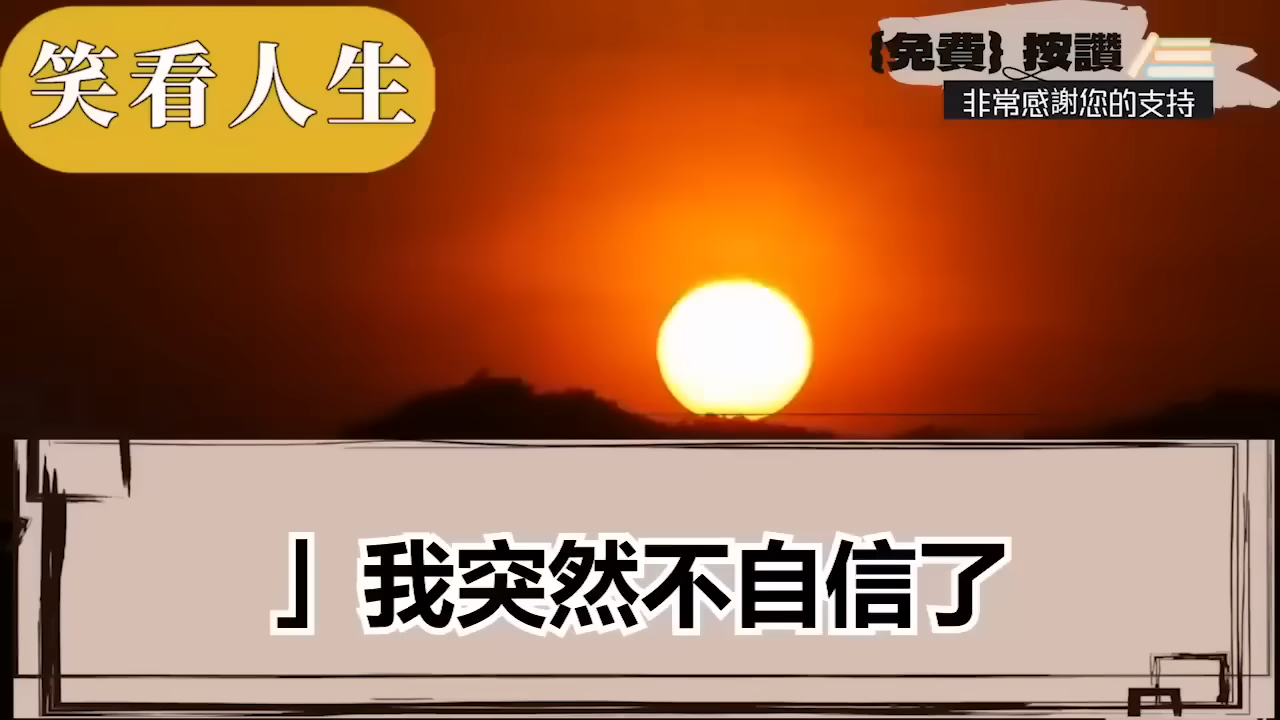 笑看人生
{免費} 按讚
非常感謝您的支持
」我突然不自信了